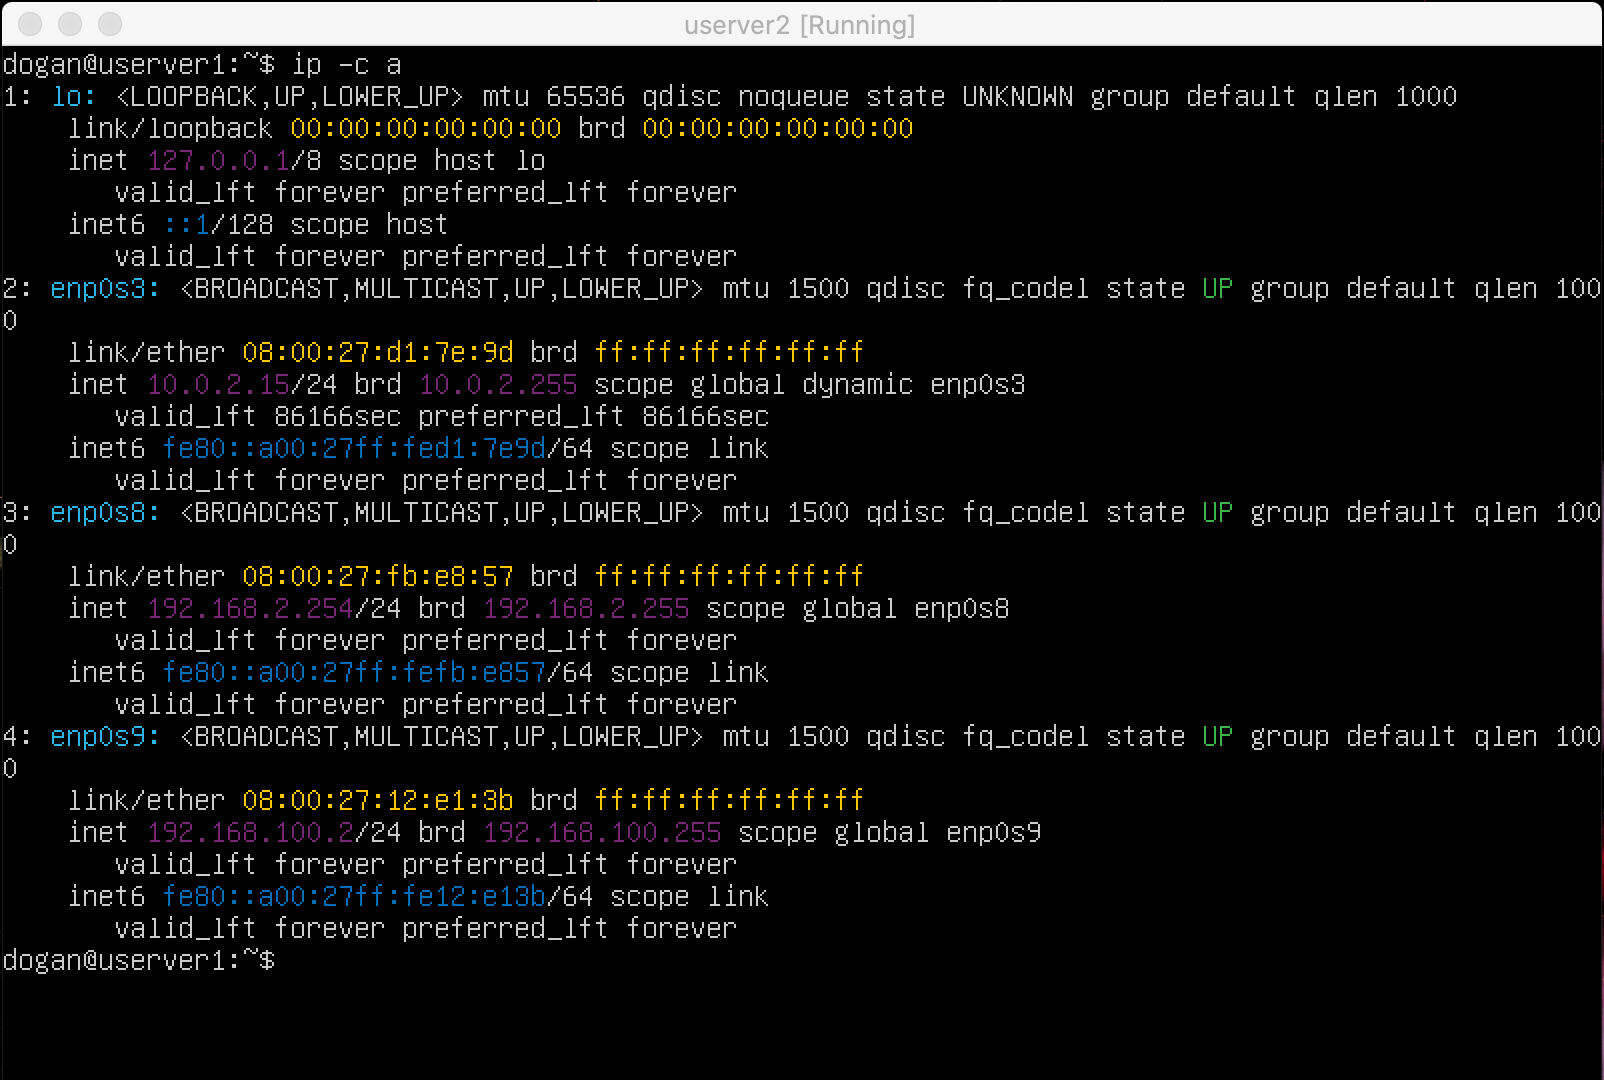 userver2 [Running]
dogan@userver1:~$ ip -c a
1: lo: <LOOPBACK,UP,LOWER_UP> mtu 65536 qdisc noqueue state UNKNOWN group default qlen 1000
    link/loopback 00:00:00:00:00:00 brd 00:00:00:00:00:00
    inet 127.0.0.1/8 scope host lo
       valid_lft forever preferred_lft forever
    inet6 ::1/128 scope host
       valid_lft forever preferred_lft forever
2: enp0s3: <BROADCAST,MULTICAST,UP,LOWER_UP> mtu 1500 qdisc fq_codel state UP group default qlen 100
0
    link/ether 08:00:27:d1:7e:9d brd ff:ff:ff:ff:ff:ff
    inet 10.0.2.15/24 brd 10.0.2.255 scope global dynamic enp0s3
       valid_lft 86166sec preferred_lft 86166sec
    inet6 fe80::a00:27ff:fed1:7e9d/64 scope link
       valid_lft forever preferred_lft forever
3: enp0s8: <BROADCAST,MULTICAST,UP,LOWER_UP> mtu 1500 qdisc fq_codel state UP group default qlen 100
0
    link/ether 08:00:27:fb:e8:57 brd ff:ff:ff:ff:ff:ff
    inet 192.168.2.254/24 brd 192.168.2.255 scope global enp0s8
       valid_lft forever preferred_lft forever
    inet6 fe80::a00:27ff:fefb:e857/64 scope link
       valid_lft forever preferred_lft forever
4: enp0s9: <BROADCAST,MULTICAST,UP,LOWER_UP> mtu 1500 qdisc fq_codel state UP group default qlen 100
0
    link/ether 08:00:27:12:e1:3b brd ff:ff:ff:ff:ff:ff
    inet 192.168.100.2/24 brd 192.168.100.255 scope global enp0s9
       valid_lft forever preferred_lft forever
    inet6 fe80::a00:27ff:fe12:e13b/64 scope link
       valid_lft forever preferred_lft forever
dogan@userver1:~$